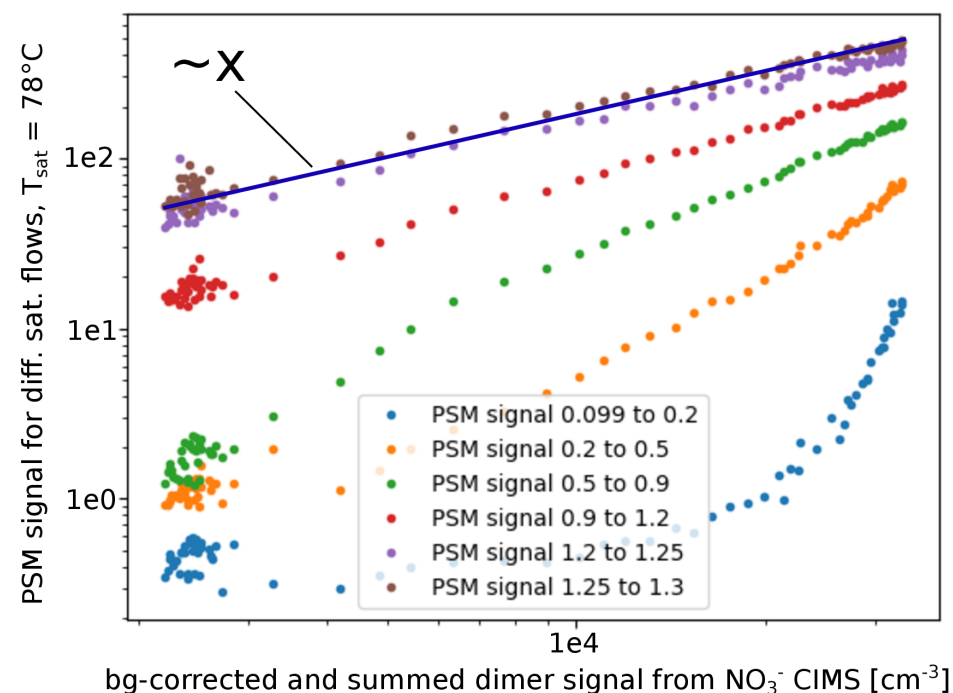 ~x
PSM signal for diff. sat. flows, Tsat = 78°C
1e2
1e1
1e0
PSM signal 0.099 to 0.2
PSM signal 0.2 to 0.5
PSM signal 0.5 to 0.9
PSM signal 0.9 to 1.2
PSM signal 1.2 to 1.25
PSM signal 1.25 to 1.3
1e4
bg-corrected and summed dimer signal from NO₃⁻ CIMS [cm⁻³]